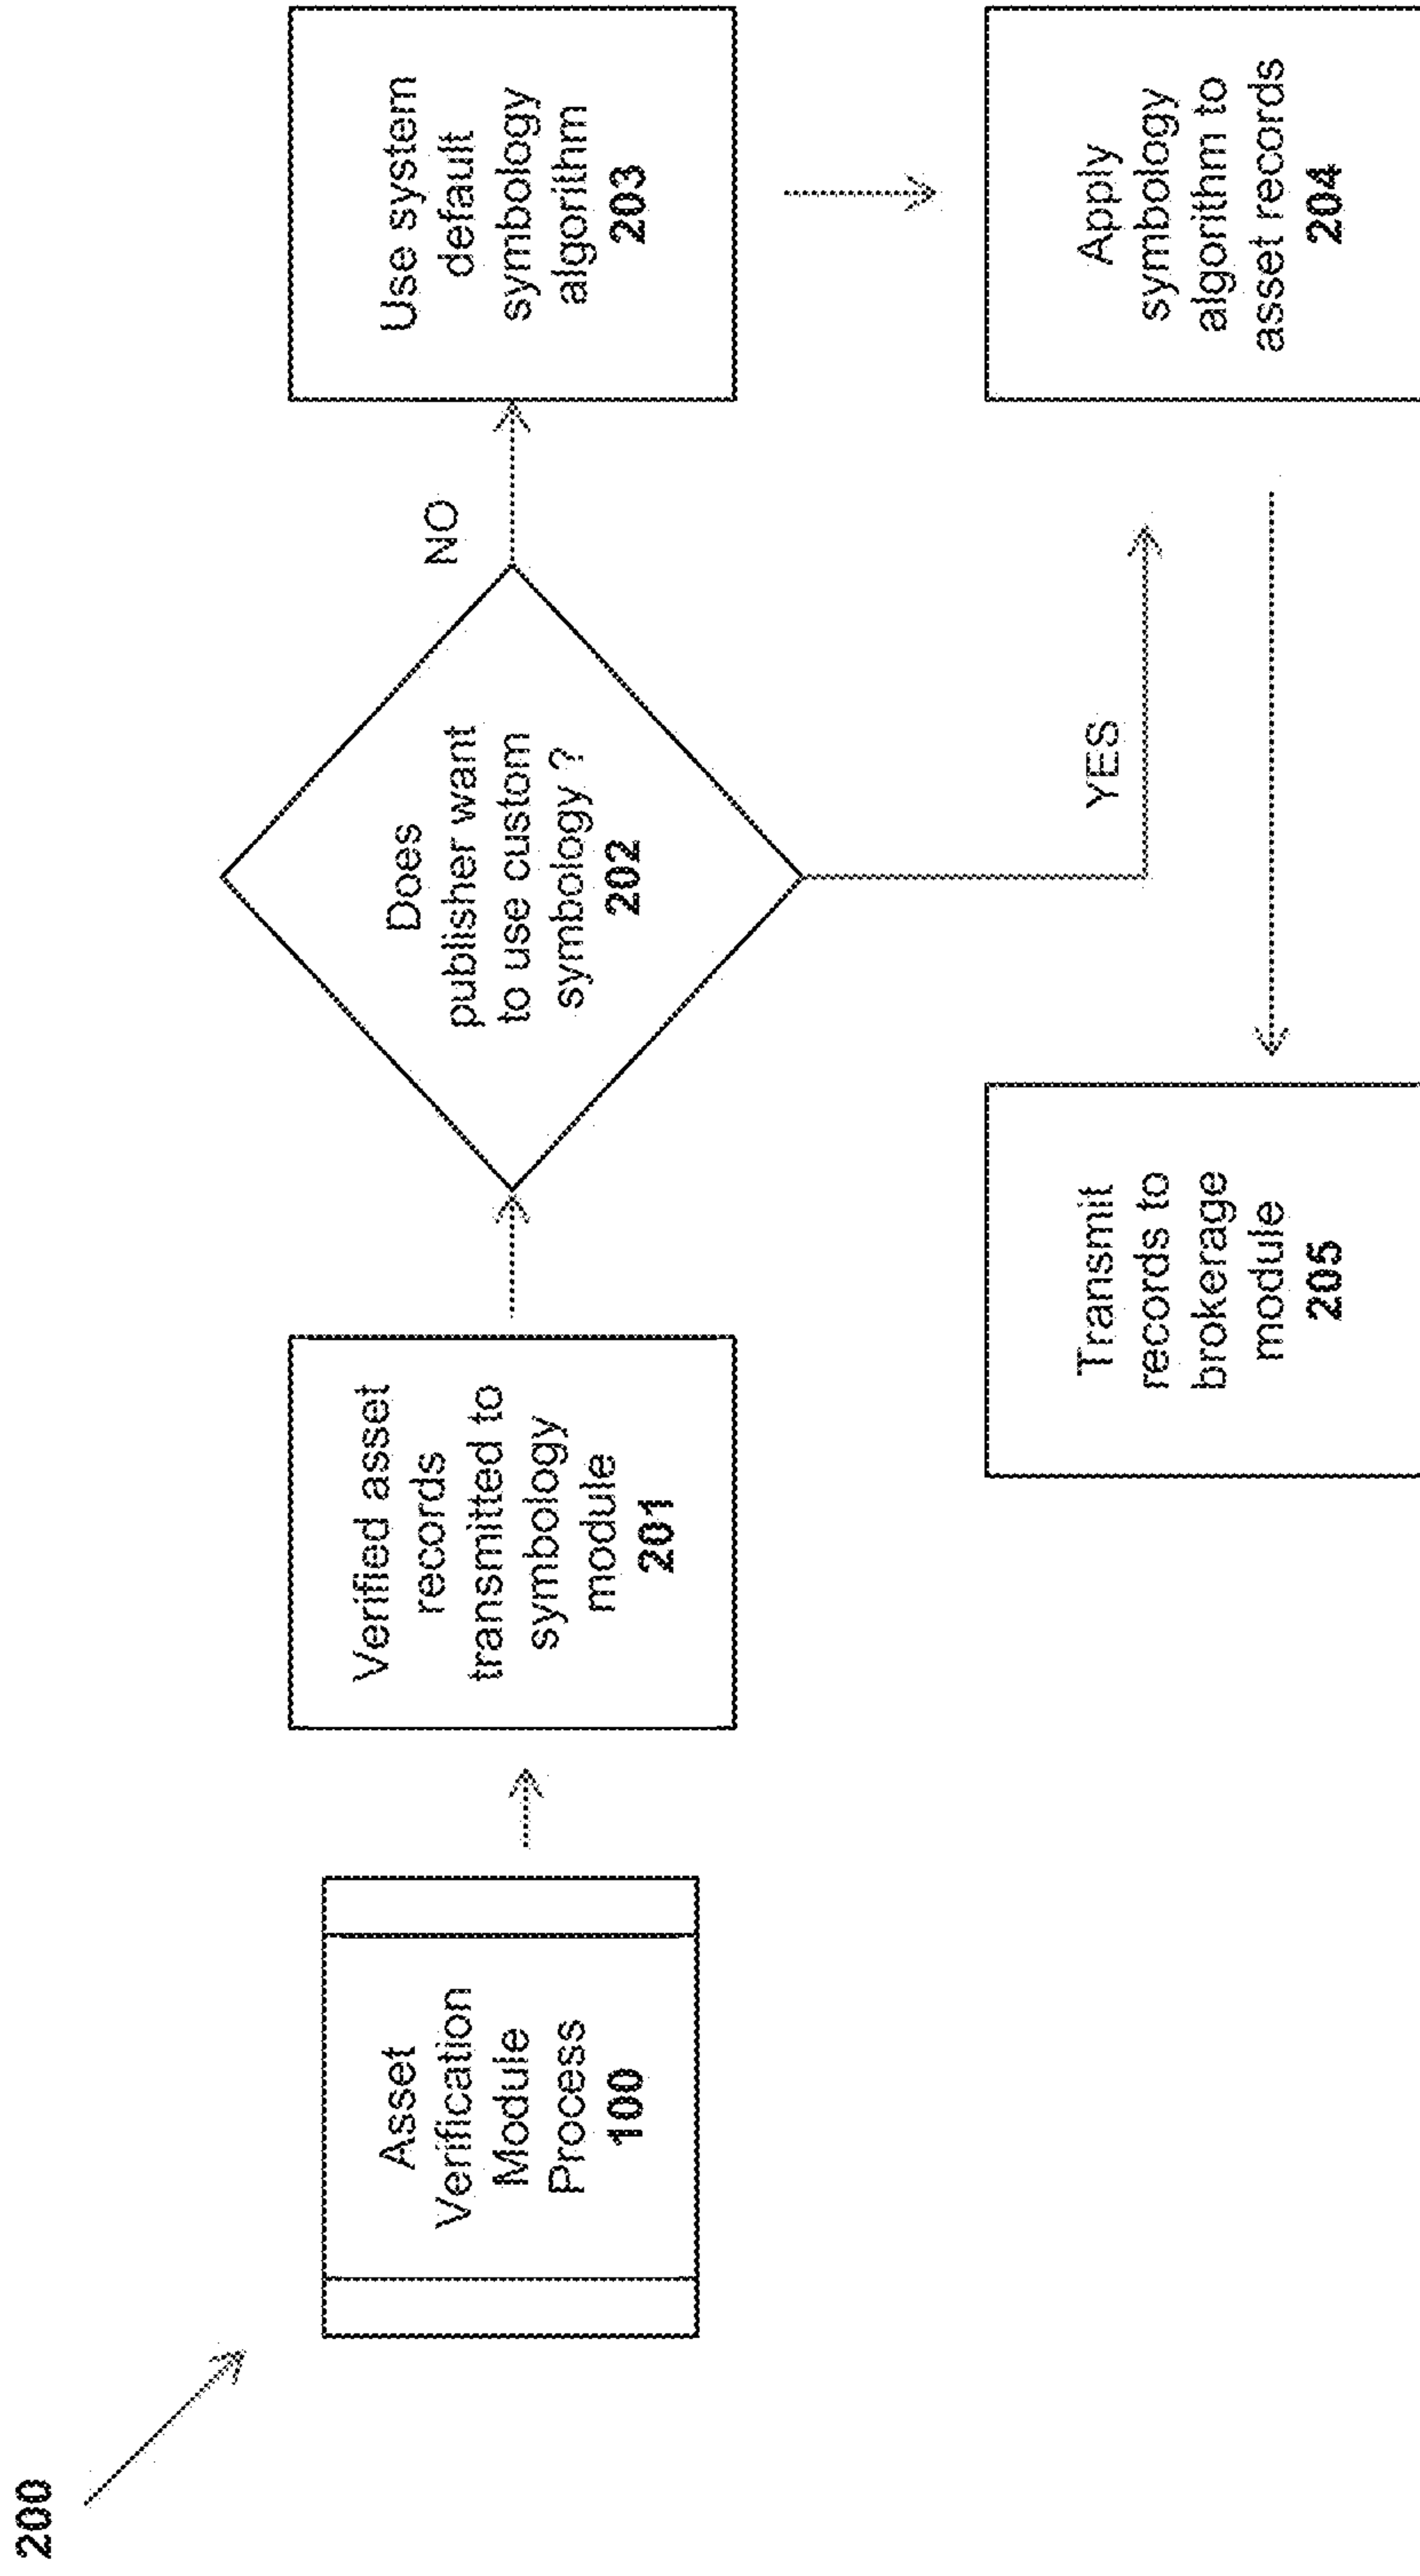 200
Asset
Verification
Module
Process
100
Verified asset
records
transmitted to
symbology
module
201
Does
publisher want
to use custom
symbology ?
202
NO
Use system
default
symbology
algorithm
203
YES
Apply
symbology
algorithm to
asset records
204
Transmit
records to
brokerage
module
205